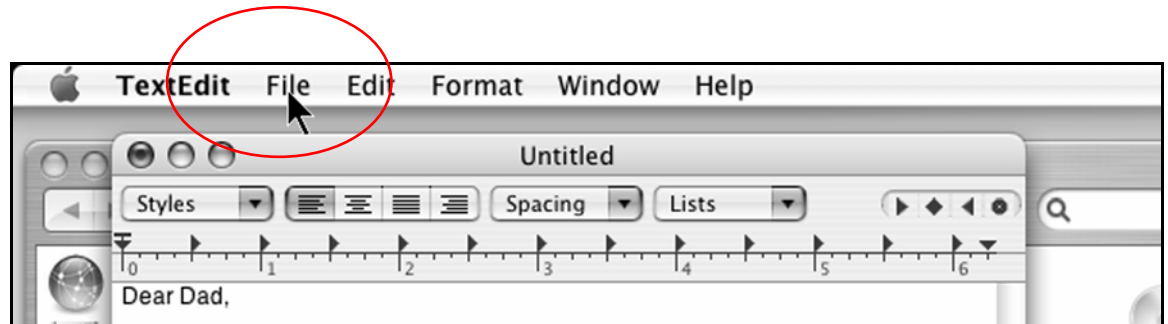 TextEdit File Edit Format Window Help
Untitled
Styles Spacing Lists
0 1 2 3 4 5 6
Dear Dad,